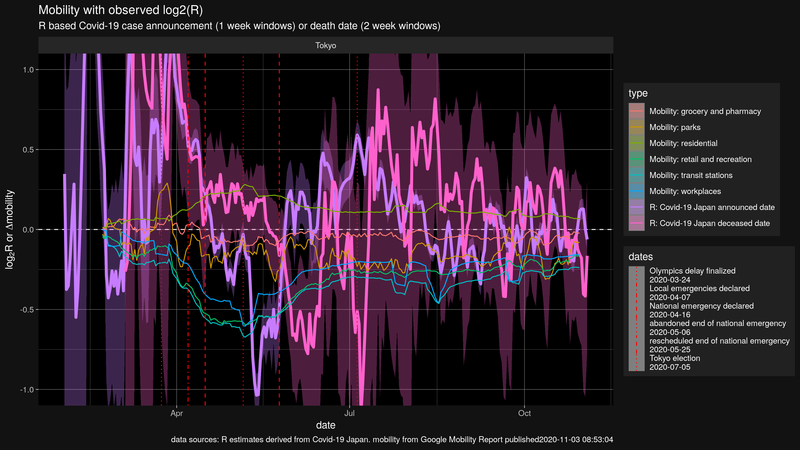 Mobility with observed log2(R)
R based Covid-19 case announcement (1 week windows) or death date (2 week windows)
Tokyo
1.0
0.5
0.0
-0.5
-1.0
log₂R or Δmobility
Apr
Jul
Oct
date
type
Mobility: grocery and pharmacy
Mobility: parks
Mobility: residential
Mobility: retail and recreation
Mobility: transit stations
Mobility: workplaces
R: Covid-19 Japan announced date
R: Covid-19 Japan deceased date
dates
Olympics delay finalized
2020-03-24
Local emergencies declared
2020-04-07
National emergency declared
2020-04-16
abandoned end of national emergency
2020-05-06
rescheduled end of national emergency
2020-05-25
Tokyo election
2020-07-05
data sources: R estimates derived from Covid-19 Japan. mobility from Google Mobility Report published2020-11-03 08:53:04